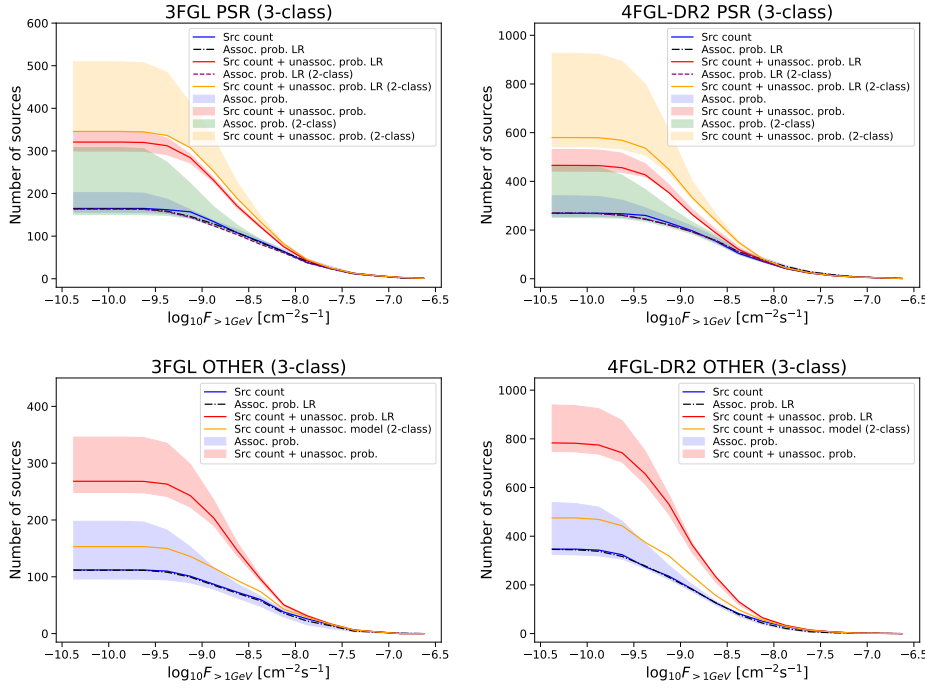 3FGL PSR (3-class)
600
500
400
300
200
100
0
Number of sources
Src count
Assoc. prob. LR
Src count + unassoc. prob. LR
Assoc. prob. LR (2-class)
Src count + unassoc. prob. LR (2-class)
Assoc. prob.
Src count + unassoc. prob.
Assoc. prob. (2-class)
Src count + unassoc. prob. (2-class)
−10.5 −10.0 −9.5 −9.0 −8.5 −8.0 −7.5 −7.0 −6.5
log₁₀F>1GeV [cm⁻²s⁻¹]
4FGL-DR2 PSR (3-class)
1000
800
600
400
200
0
Number of sources
Src count
Assoc. prob. LR
Src count + unassoc. prob. LR
Assoc. prob. LR (2-class)
Src count + unassoc. prob. LR (2-class)
Assoc. prob.
Src count + unassoc. prob.
Assoc. prob. (2-class)
Src count + unassoc. prob. (2-class)
−10.5 −10.0 −9.5 −9.0 −8.5 −8.0 −7.5 −7.0 −6.5
log₁₀F>1GeV [cm⁻²s⁻¹]
3FGL OTHER (3-class)
400
300
200
100
0
Number of sources
Src count
Assoc. prob. LR
Src count + unassoc. prob. LR
Src count + unassoc. model (2-class)
Assoc. prob.
Src count + unassoc. prob.
−10.5 −10.0 −9.5 −9.0 −8.5 −8.0 −7.5 −7.0 −6.5
log₁₀F>1GeV [cm⁻²s⁻¹]
4FGL-DR2 OTHER (3-class)
1000
800
600
400
200
0
Number of sources
Src count
Assoc. prob. LR
Src count + unassoc. prob. LR
Src count + unassoc. model (2-class)
Assoc. prob.
Src count + unassoc. prob.
−10.5 −10.0 −9.5 −9.0 −8.5 −8.0 −7.5 −7.0 −6.5
log₁₀F>1GeV [cm⁻²s⁻¹]